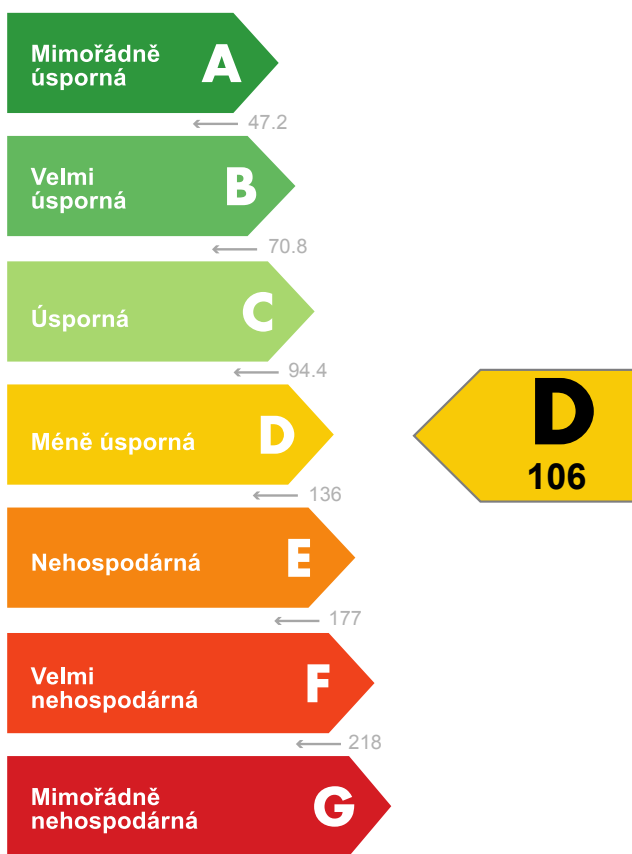 Mimořádně
úsporná
A
← 47.2
Velmi
úsporná
B
← 70.8
Úsporná
C
← 94.4
Méně úsporná
D
← 136
D
106
Nehospodárná
E
← 177
Velmi
nehospodárná
F
← 218
Mimořádně
nehospodárná
G